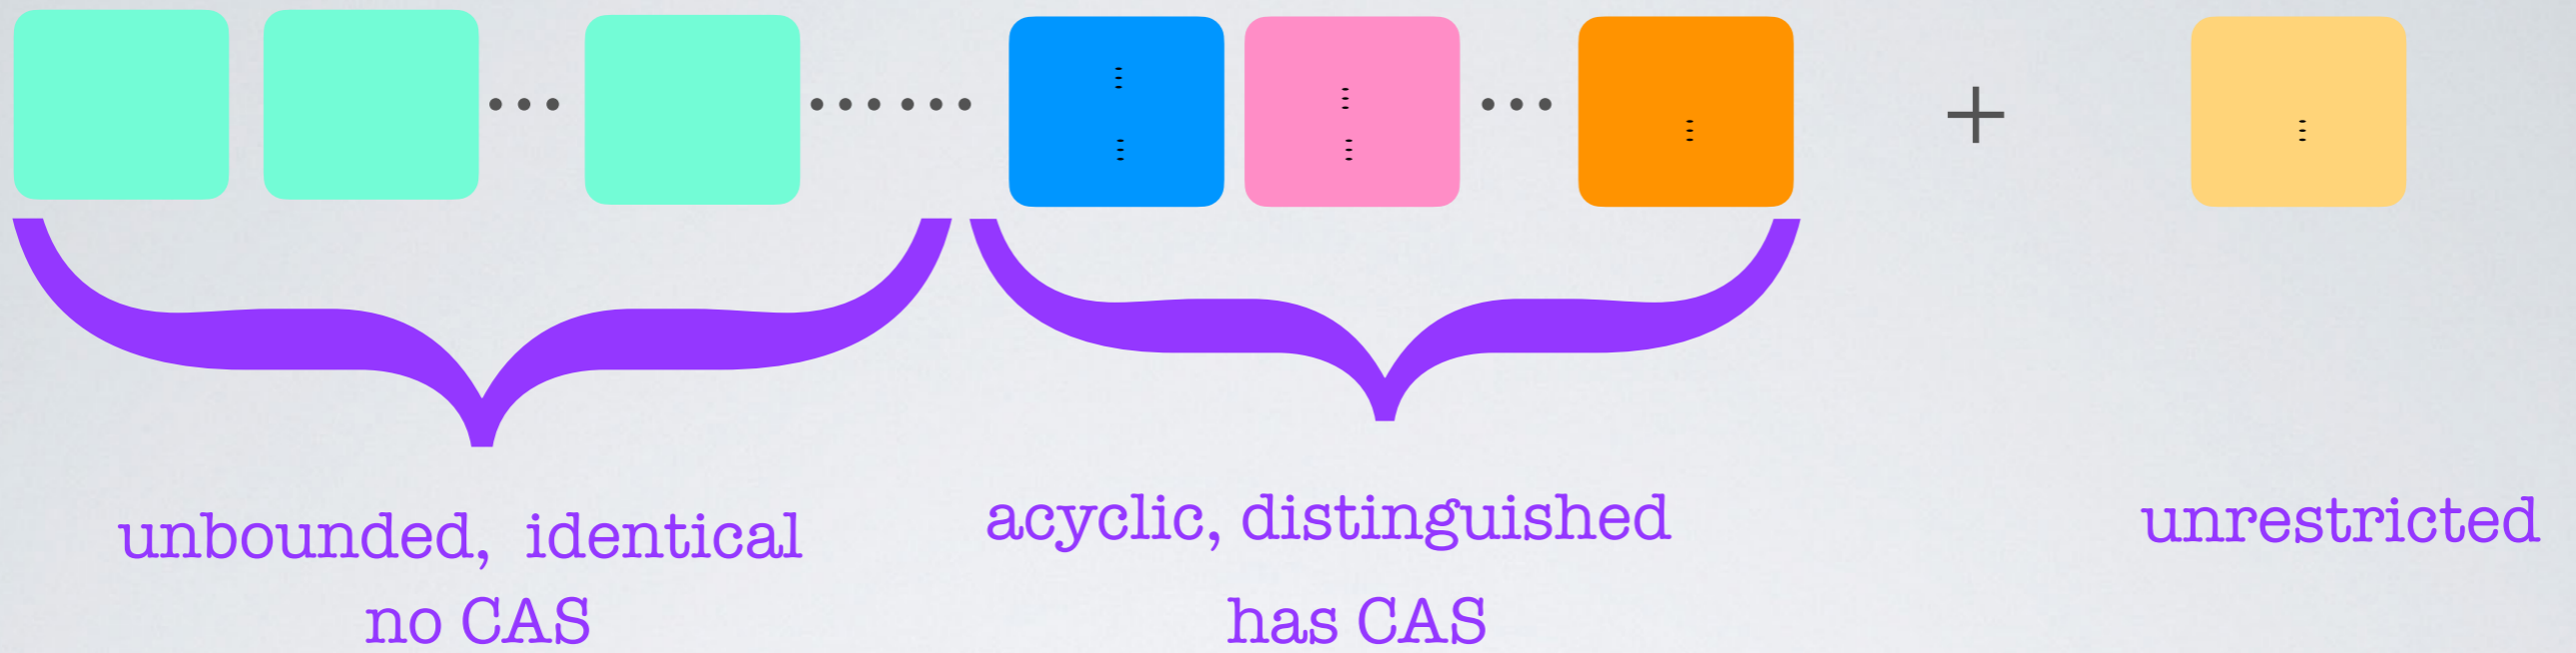 +
unbounded, identical
no CAS
acyclic, distinguished
has CAS
unrestricted